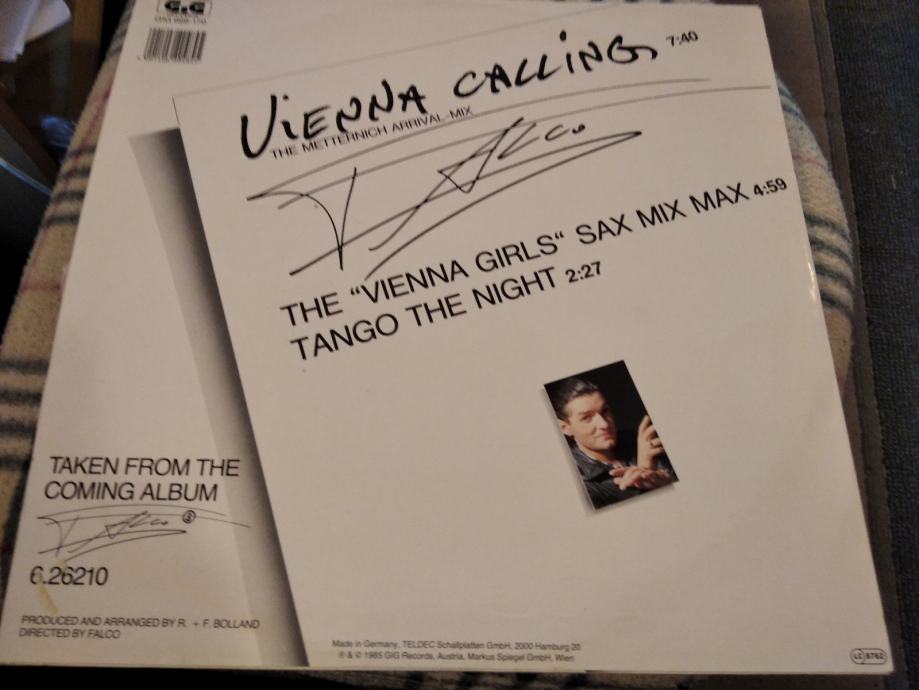 GiG
VIENNA CALLING 7:40
THE METTERNICH ARRIVAL-MIX
FALCO
THE “VIENNA GIRLS“ SAX MIX MAX 4:59
TANGO THE NIGHT 2:27
TAKEN FROM THE
COMING ALBUM
FALCO 3
6.26210
PRODUCED AND ARRANGED BY R. + F. BOLLAND
DIRECTED BY FALCO
Made in Germany, TELDEC Schallplatten GmbH, 2000 Hamburg 20
℗ & © 1985 GIG Records, Austria, Markus Spiegel GmbH, Wien
LC 8762